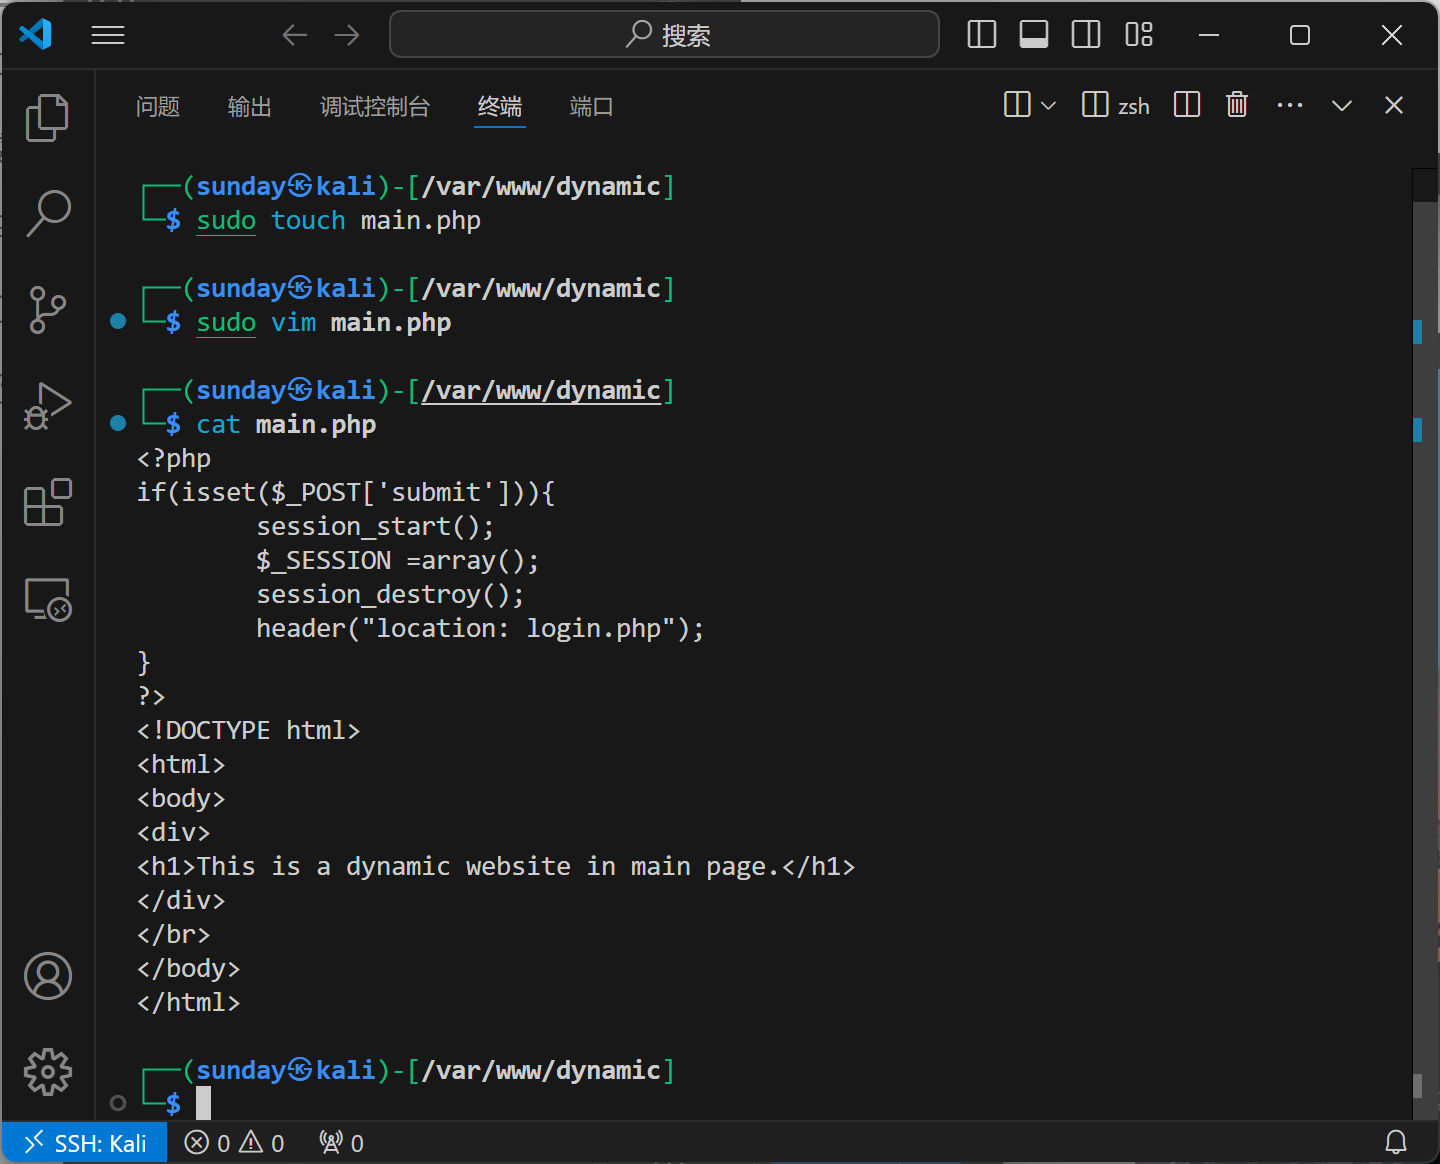 搜索
问题 输出 调试控制台 终端 端口 zsh
┌──(sunday㉿kali)-[/var/www/dynamic]
└─$ sudo touch main.php
┌──(sunday㉿kali)-[/var/www/dynamic]
└─$ sudo vim main.php
┌──(sunday㉿kali)-[/var/www/dynamic]
└─$ cat main.php
<?php
if(isset($_POST['submit'])){
        session_start();
        $_SESSION =array();
        session_destroy();
        header("location: login.php");
}
?>
<!DOCTYPE html>
<html>
<body>
<div>
<h1>This is a dynamic website in main page.</h1>
</div>
</br>
</body>
</html>
┌──(sunday㉿kali)-[/var/www/dynamic]
└─$
SSH: Kali 0 0 0